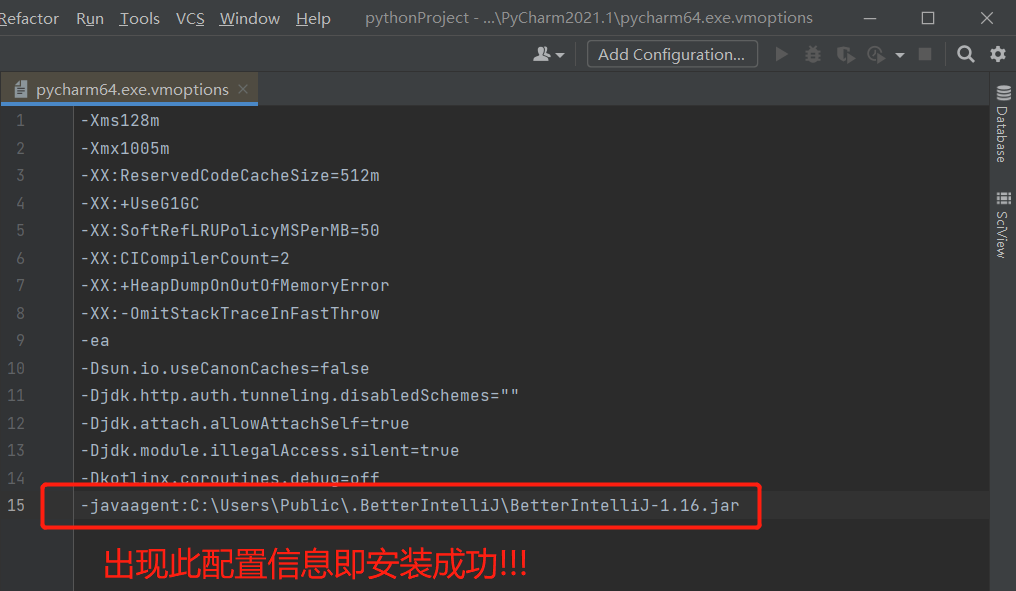 Refactor Run Tools VCS Window Help pythonProject - ...\PyCharm2021.1\pycharm64.exe.vmoptions
Add Configuration...
pycharm64.exe.vmoptions
1 -Xms128m
2 -Xmx1005m
3 -XX:ReservedCodeCacheSize=512m
4 -XX:+UseG1GC
5 -XX:SoftRefLRUPolicyMSPerMB=50
6 -XX:CICompilerCount=2
7 -XX:+HeapDumpOnOutOfMemoryError
8 -XX:-OmitStackTraceInFastThrow
9 -ea
10 -Dsun.io.useCanonCaches=false
11 -Djdk.http.auth.tunneling.disabledSchemes=""
12 -Djdk.attach.allowAttachSelf=true
13 -Djdk.module.illegalAccess.silent=true
14 -Dkotlinx.coroutines.debug=off
15 -javaagent:C:\Users\Public\.BetterIntelliJ\BetterIntelliJ-1.16.jar
出现此配置信息即安装成功!!!
Database
SciView